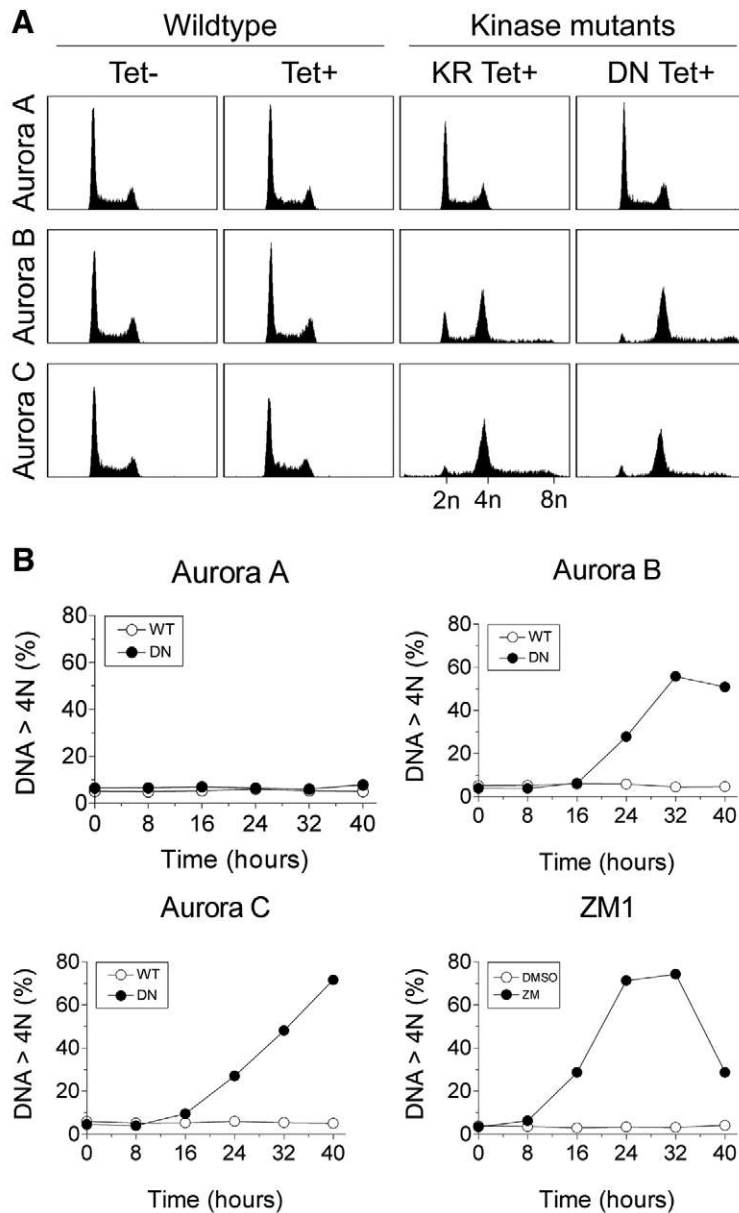 A
Wildtype Kinase mutants
Tet- Tet+ KR Tet+ DN Tet+
Aurora A
Aurora B
Aurora C
2n 4n 8n
B
Aurora A
WT
DN
DNA > 4N (%)
80
60
40
20
0
0 8 16 24 32 40
Time (hours)
Aurora B
WT
DN
DNA > 4N (%)
80
60
40
20
0
0 8 16 24 32 40
Time (hours)
Aurora C
WT
DN
DNA > 4N (%)
80
60
40
20
0
0 8 16 24 32 40
Time (hours)
ZM1
DMSO
ZM
DNA > 4N (%)
80
60
40
20
0
0 8 16 24 32 40
Time (hours)